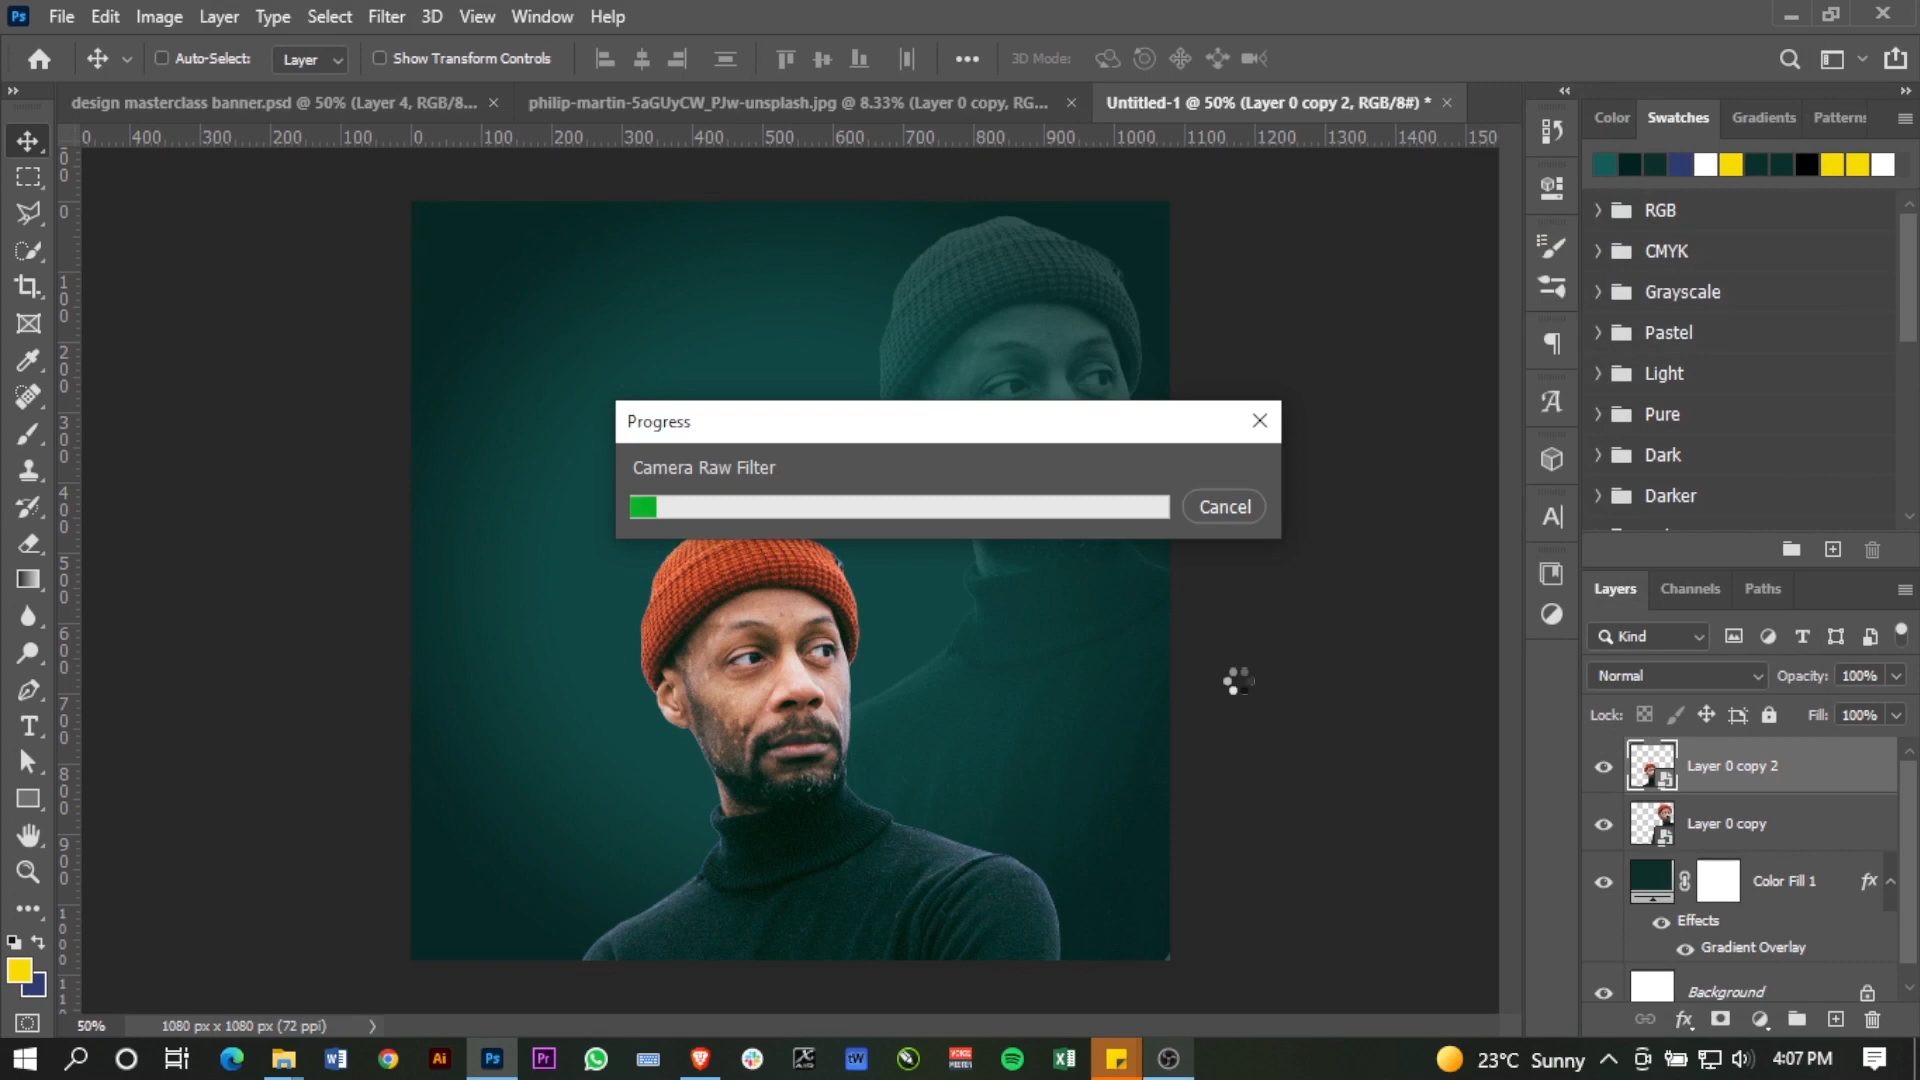 Ps File Edit Image Layer Type Select Filter 3D View Window Help
Auto-Select: Layer Show Transform Controls 3D Mode:
design masterclass banner.psd @ 50% (Layer 4, RGB/8... philip-martin-5aGUyCW_PJw-unsplash.jpg @ 8.33% (Layer 0 copy, RG... Untitled-1 @ 50% (Layer 0 copy 2, RGB/8#) *
0 400 300 200 100 0 100 200 300 400 500 600 700 800 900 1000 1100 1200 1300 1400 150
Color Swatches Gradients Patterns
RGB
CMYK
Grayscale
Pastel
Light
Pure
Dark
Darker
Progress
Camera Raw Filter
Cancel
Layers Channels Paths
Kind
Normal Opacity: 100%
Lock: Fill: 100%
Layer 0 copy 2
Layer 0 copy
Color Fill 1 fx
Effects
Gradient Overlay
Background
50% 1080 px x 1080 px (72 ppi)
23°C Sunny 4:07 PM